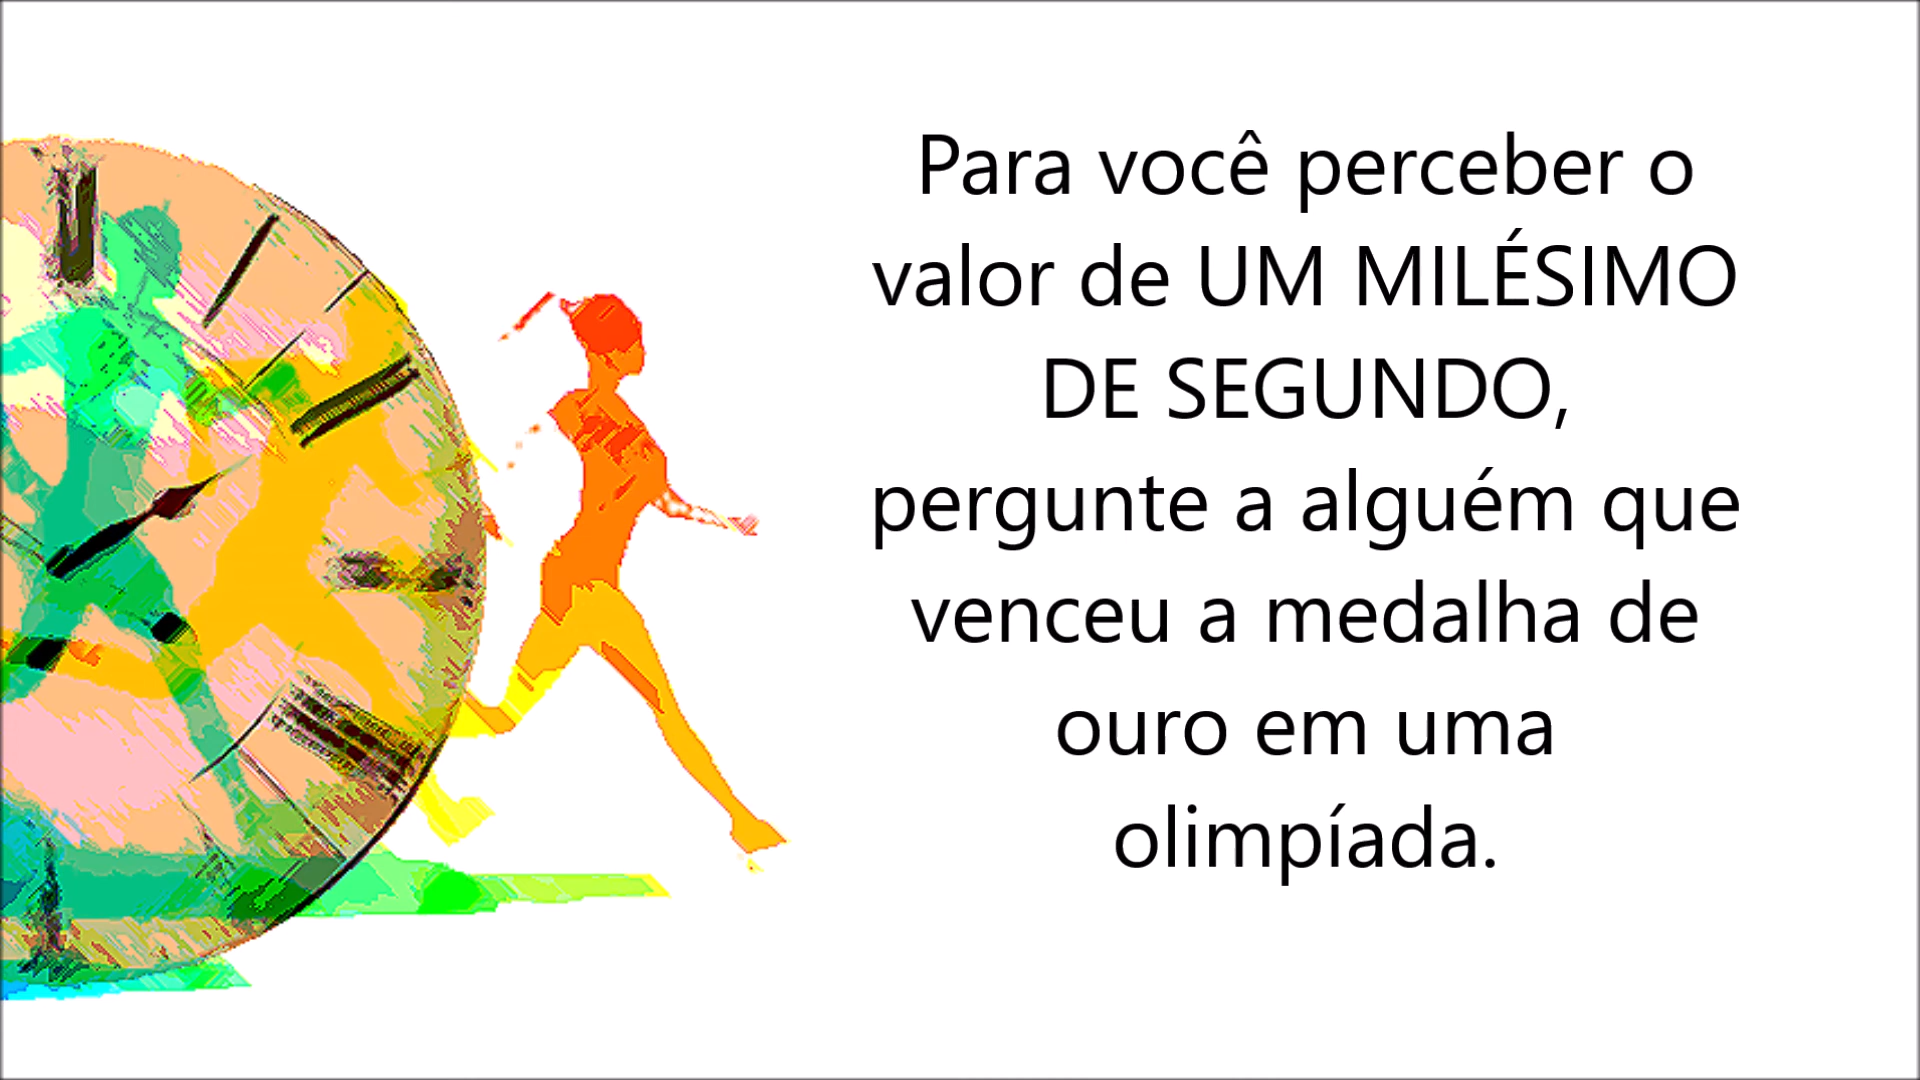 Para você perceber o
valor de UM MILÉSIMO
DE SEGUNDO,
pergunte a alguém que
venceu a medalha de
ouro em uma
olimpíada.